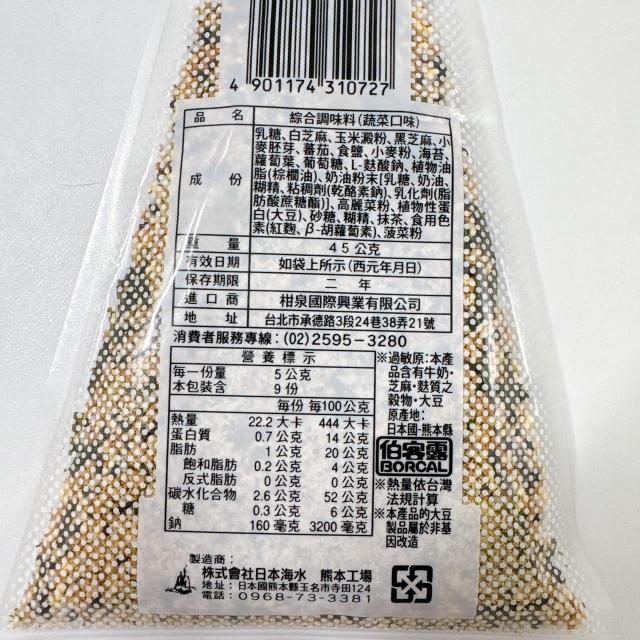 4 901174 310727
品 名 綜合調味料(蔬菜口味)
成 份
乳糖、白芝麻、玉米澱粉、黑芝麻、小
麥胚芽、蕃茄、食鹽、小麥粉、海苔、
蘿蔔葉、葡萄糖、L-麩酸鈉、植物油
脂(棕櫚油)、奶油粉末[乳糖、奶油、
糊精、粘稠劑(乾酪素鈉)、乳化劑(脂
肪酸蔗糖酯)]、高麗菜粉、植物性蛋
白(大豆)、砂糖、糊精、抹茶、食用色
素(紅麴、β-胡蘿蔔素)、菠菜粉
重 量 45公克
有效日期 如袋上所示(西元年月日)
保存期限 二 年
進口商 柑泉國際興業有限公司
地 址 台北市承德路3段24巷38弄21號
消費者服務專線:(02)2595-3280
營養標示
每一份量 5公克
本包裝含 9份
每份 每100公克
熱量 22.2大卡 444大卡
蛋白質 0.7公克 14公克
脂肪 1公克 20公克
飽和脂肪 0.2公克 4公克
反式脂肪 0公克 0公克
碳水化合物 2.6公克 52公克
糖 0.3公克 6公克
鈉 160毫克 3200毫克
※過敏原:本產
品含有牛奶·
芝麻·麩質之
穀物·大豆
原產地:
日本國·熊本縣
伯客露
BORCAL
※熱量依台灣
法規計算
※本產品的大豆
製品屬於非基
因改造
製造商:
株式會社日本海水 熊本工場
地址:日本國熊本縣玉名市寺田124
電話:0968-73-3381